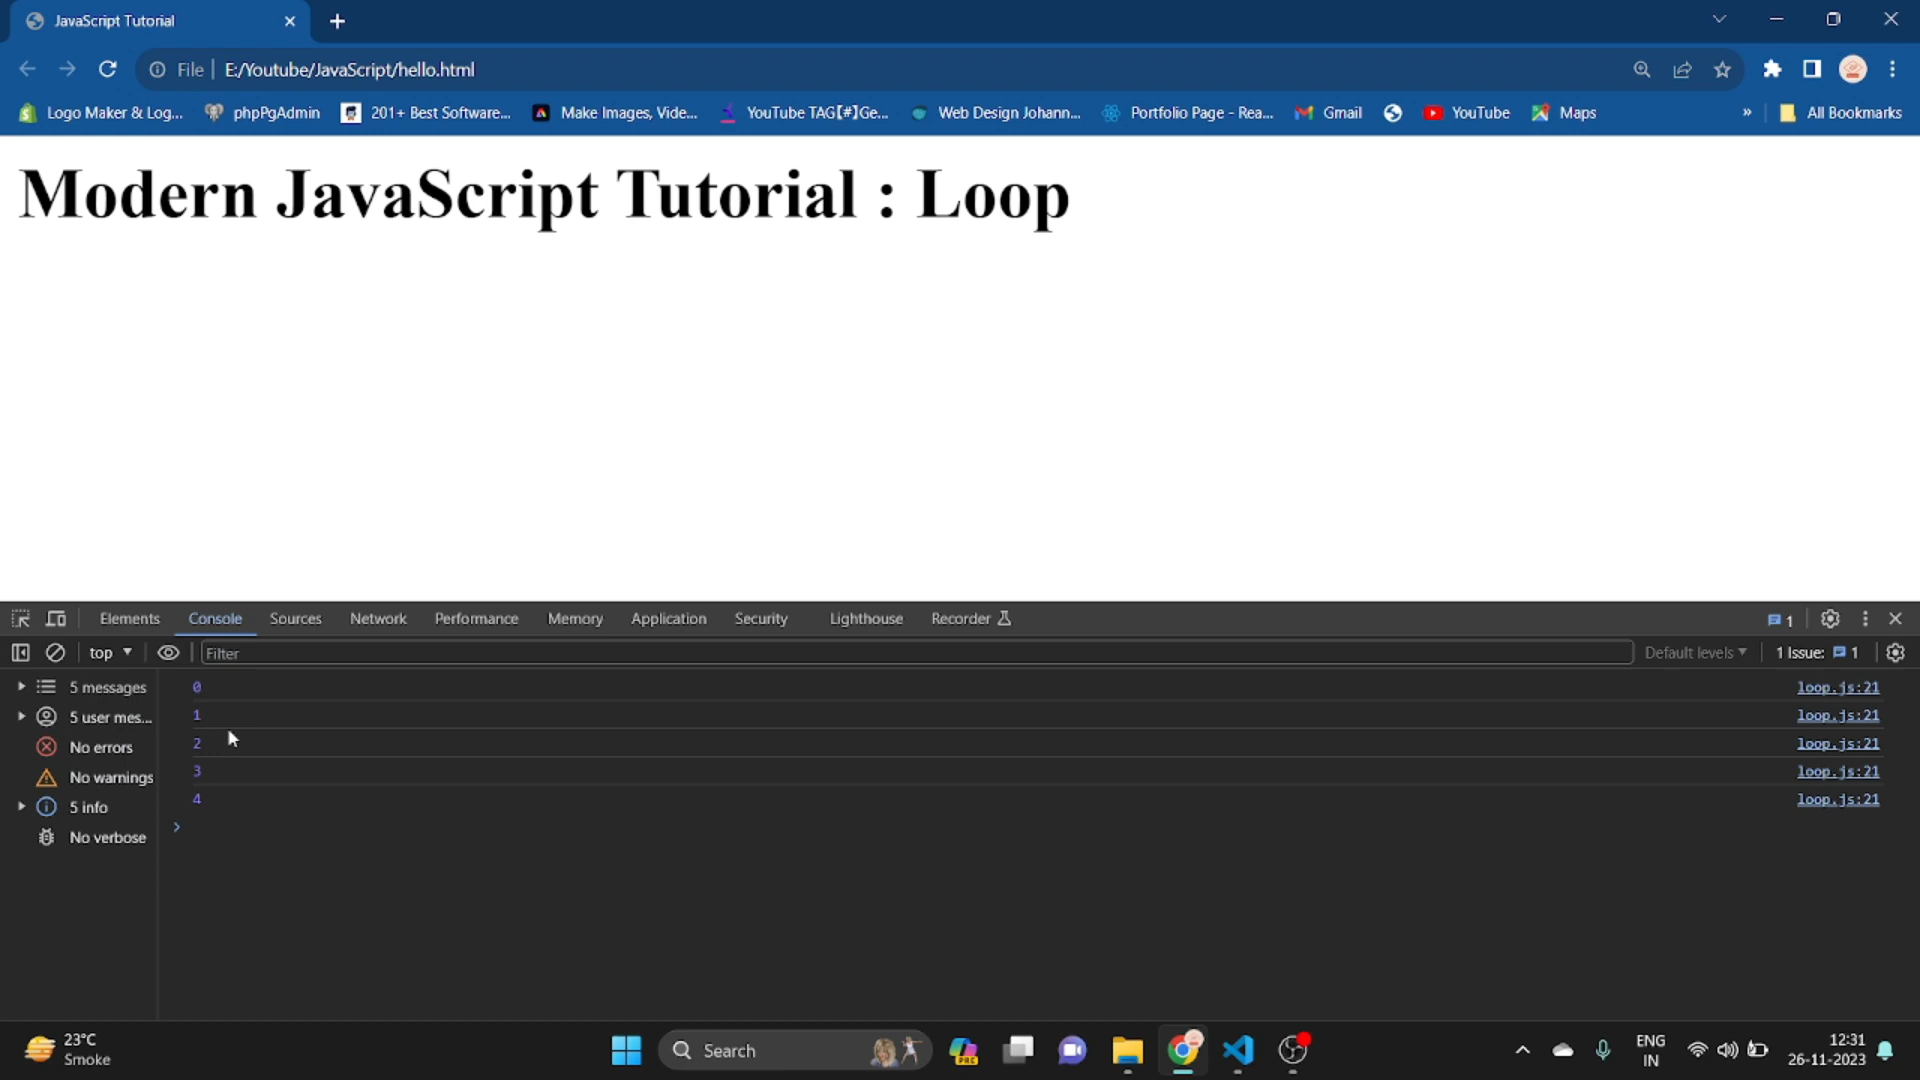 JavaScript Tutorial
File E:/Youtube/JavaScript/hello.html
Logo Maker & Log... phpPgAdmin 201+ Best Software... Make Images, Vide... YouTube TAG【#】Ge... Web Design Johann... Portfolio Page - Rea... Gmail YouTube Maps » All Bookmarks
Modern JavaScript Tutorial : Loop
Elements Console Sources Network Performance Memory Application Security Lighthouse Recorder 1
top Filter Default levels 1 Issue: 1
5 messages 0 loop.js:21
5 user mes... 1 loop.js:21
No errors 2 loop.js:21
No warnings 3 loop.js:21
5 info 4 loop.js:21
No verbose
23°C
Smoke
Search
PRE
ENG
IN
12:31
26-11-2023